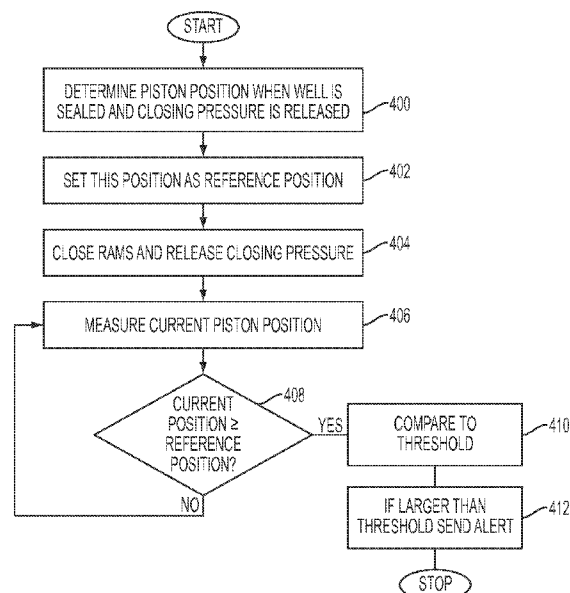 START
DETERMINE PISTON POSITION WHEN WELL IS
SEALED AND CLOSING PRESSURE IS RELEASED
400
SET THIS POSITION AS REFERENCE POSITION
402
CLOSE RAMS AND RELEASE CLOSING PRESSURE
404
MEASURE CURRENT PISTON POSITION
406
408
CURRENT
POSITION ≥
REFERENCE
POSITION?
YES
NO
COMPARE TO
THRESHOLD
410
IF LARGER THAN
THRESHOLD SEND ALERT
412
STOP